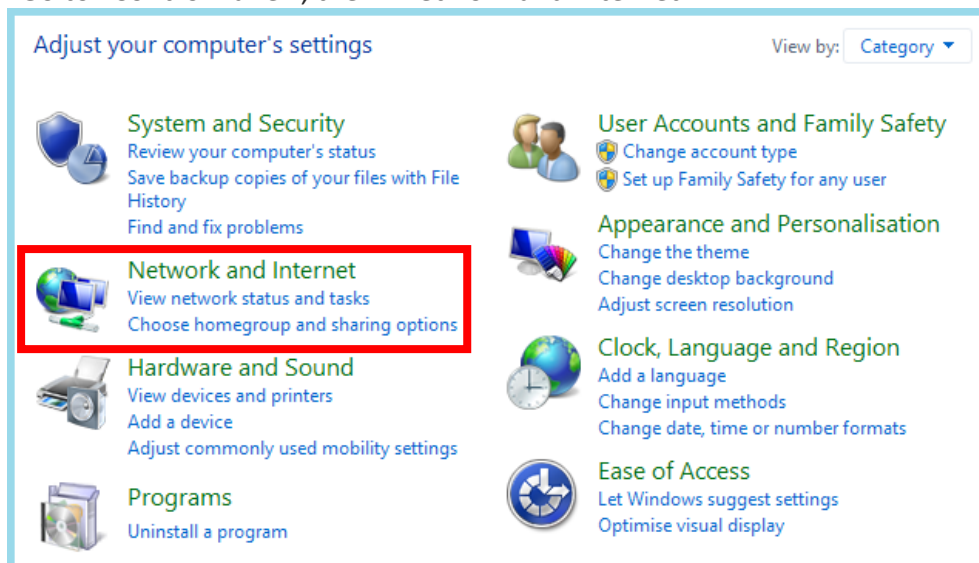 Adjust your computer's settings
View by: Category
System and Security
Review your computer's status
Save backup copies of your files with File
History
Find and fix problems
Network and Internet
View network status and tasks
Choose homegroup and sharing options
Hardware and Sound
View devices and printers
Add a device
Adjust commonly used mobility settings
Programs
Uninstall a program
User Accounts and Family Safety
Change account type
Set up Family Safety for any user
Appearance and Personalisation
Change the theme
Change desktop background
Adjust screen resolution
Clock, Language and Region
Add a language
Change input methods
Change date, time or number formats
Ease of Access
Let Windows suggest settings
Optimise visual display